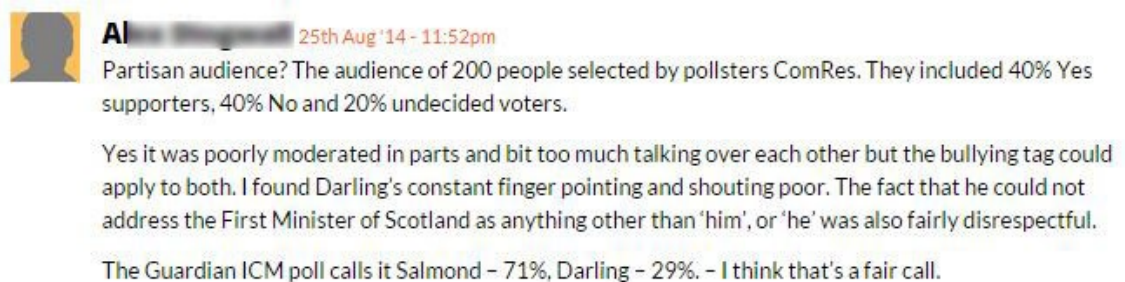 25th Aug '14 - 11:52pm
Partisan audience? The audience of 200 people selected by pollsters ComRes. They included 40% Yes
supporters, 40% No and 20% undecided voters.
Yes it was poorly moderated in parts and bit too much talking over each other but the bullying tag could
apply to both. I found Darling's constant finger pointing and shouting poor. The fact that he could not
address the First Minister of Scotland as anything other than 'him', or 'he' was also fairly disrespectful.
The Guardian ICM poll calls it Salmond – 71%, Darling – 29%. – I think that's a fair call.